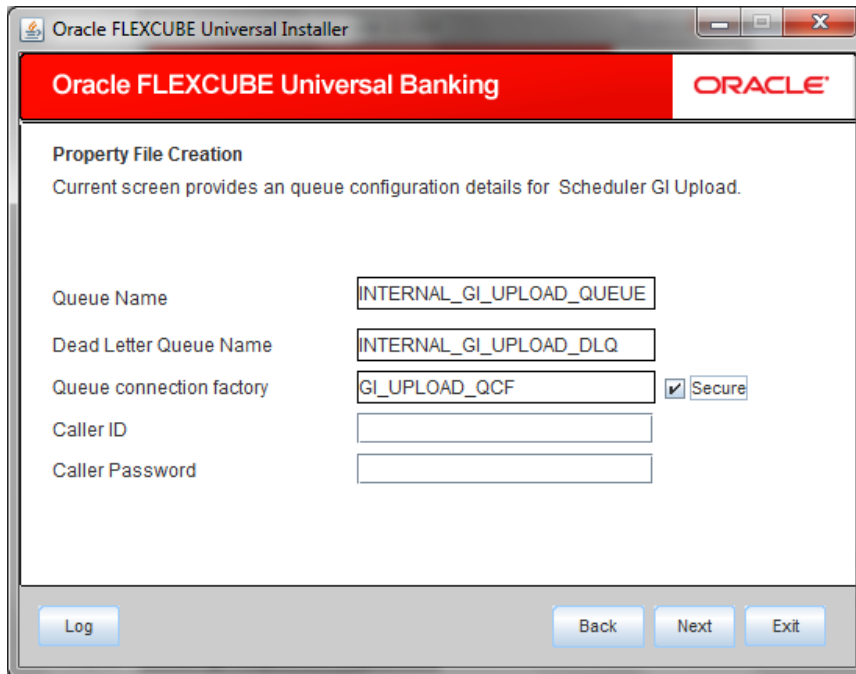 Oracle FLEXCUBE Universal Installer
Oracle FLEXCUBE Universal Banking
ORACLE
Property File Creation
Current screen provides an queue configuration details for Scheduler GI Upload.
Queue Name INTERNAL_GI_UPLOAD_QUEUE
Dead Letter Queue Name INTERNAL_GI_UPLOAD_DLQ
Queue connection factory GI_UPLOAD_QCF Secure
Caller ID
Caller Password
Log Back Next Exit